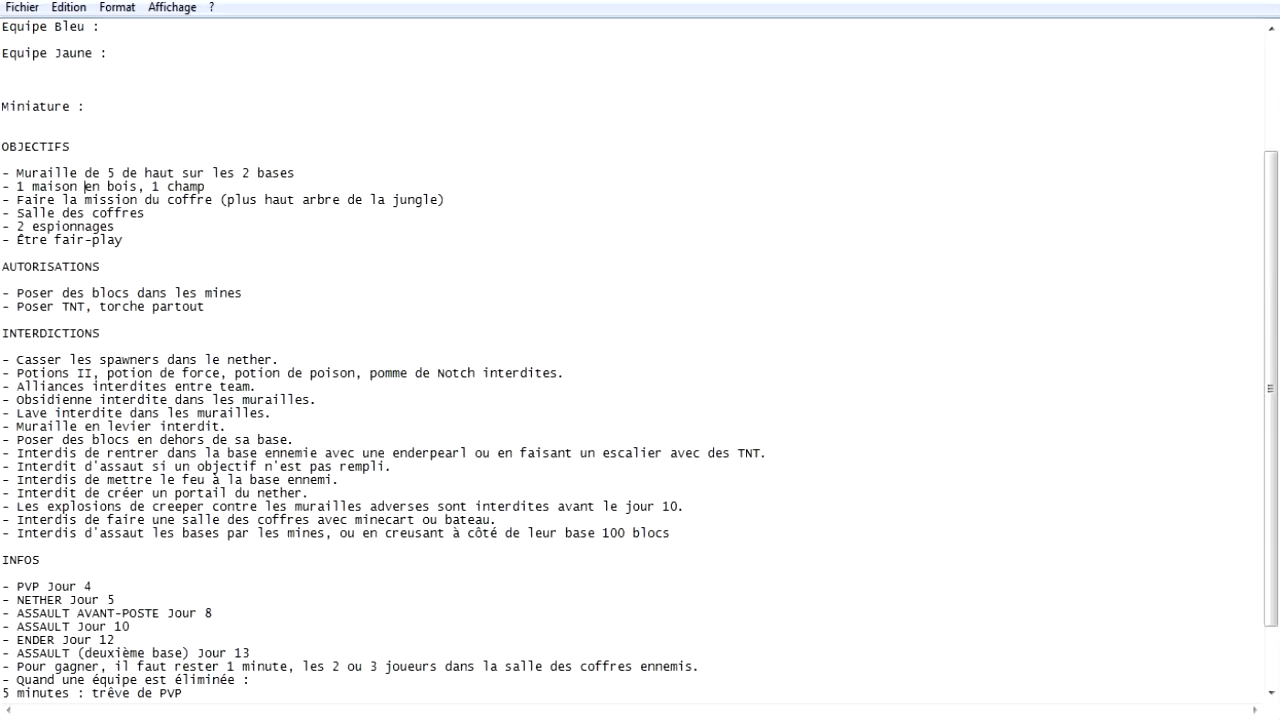 Fichier Edition Format Affichage ?
Equipe Bleu :
Equipe Jaune :
Miniature :
OBJECTIFS
- Muraille de 5 de haut sur les 2 bases
- 1 maison en bois, 1 champ
- Faire la mission du coffre (plus haut arbre de la jungle)
- Salle des coffres
- 2 espionnages
- Être fair-play
AUTORISATIONS
- Poser des blocs dans les mines
- Poser TNT, torche partout
INTERDICTIONS
- Casser les spawners dans le nether.
- Potions II, potion de force, potion de poison, pomme de Notch interdites.
- Alliances interdites entre team.
- Obsidienne interdite dans les murailles.
- Lave interdite dans les murailles.
- Muraille en levier interdit.
- Poser des blocs en dehors de sa base.
- Interdis de rentrer dans la base ennemie avec une enderpearl ou en faisant un escalier avec des TNT.
- Interdit d'assaut si un objectif n'est pas rempli.
- Interdis de mettre le feu à la base ennemi.
- Interdit de créer un portail du nether.
- Les explosions de creeper contre les murailles adverses sont interdites avant le jour 10.
- Interdis de faire une salle des coffres avec minecart ou bateau.
- Interdis d'assaut les bases par les mines, ou en creusant à côté de leur base 100 blocs
INFOS
- PVP Jour 4
- NETHER Jour 5
- ASSAULT AVANT-POSTE Jour 8
- ASSAULT Jour 10
- ENDER Jour 12
- ASSAULT (deuxième base) Jour 13
- Pour gagner, il faut rester 1 minute, les 2 ou 3 joueurs dans la salle des coffres ennemis.
- Quand une équipe est éliminée :
5 minutes : trêve de PVP